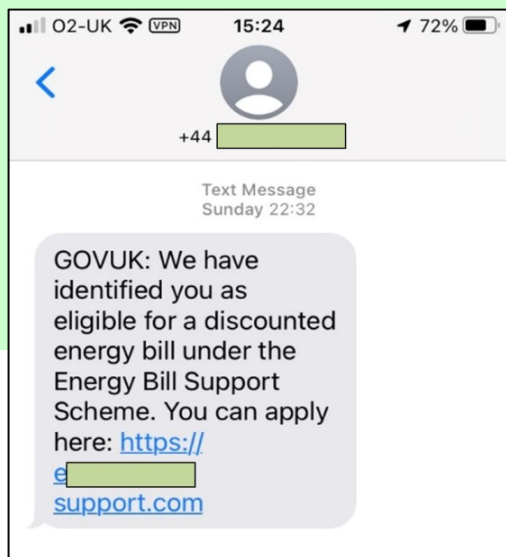 O2-UK VPN 15:24 72%
+44
Text Message
Sunday 22:32
GOVUK: We have
identified you as
eligible for a discounted
energy bill under the
Energy Bill Support
Scheme. You can apply
here: https://
e
support.com